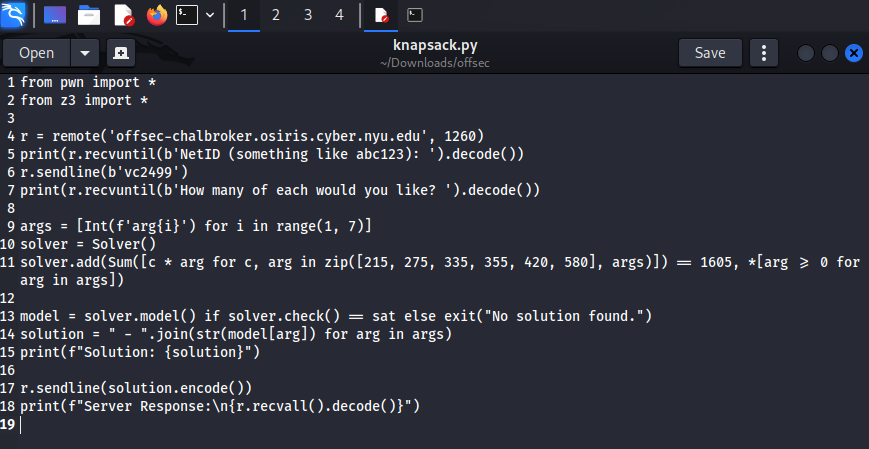 1 2 3 4
Open knapsack.py Save
~/Downloads/offsec
1 from pwn import *
2 from z3 import *
3
4 r = remote('offsec-chalbroker.osiris.cyber.nyu.edu', 1260)
5 print(r.recvuntil(b'NetID (something like abc123): ').decode())
6 r.sendline(b'vc2499')
7 print(r.recvuntil(b'How many of each would you like? ').decode())
8
9 args = [Int(f'arg{i}') for i in range(1, 7)]
10 solver = Solver()
11 solver.add(Sum([c * arg for c, arg in zip([215, 275, 335, 355, 420, 580], args)]) == 1605, *[arg >= 0 for
arg in args])
12
13 model = solver.model() if solver.check() == sat else exit("No solution found.")
14 solution = " - ".join(str(model[arg]) for arg in args)
15 print(f"Solution: {solution}")
16
17 r.sendline(solution.encode())
18 print(f"Server Response:\n{r.recvall().decode()}")
19